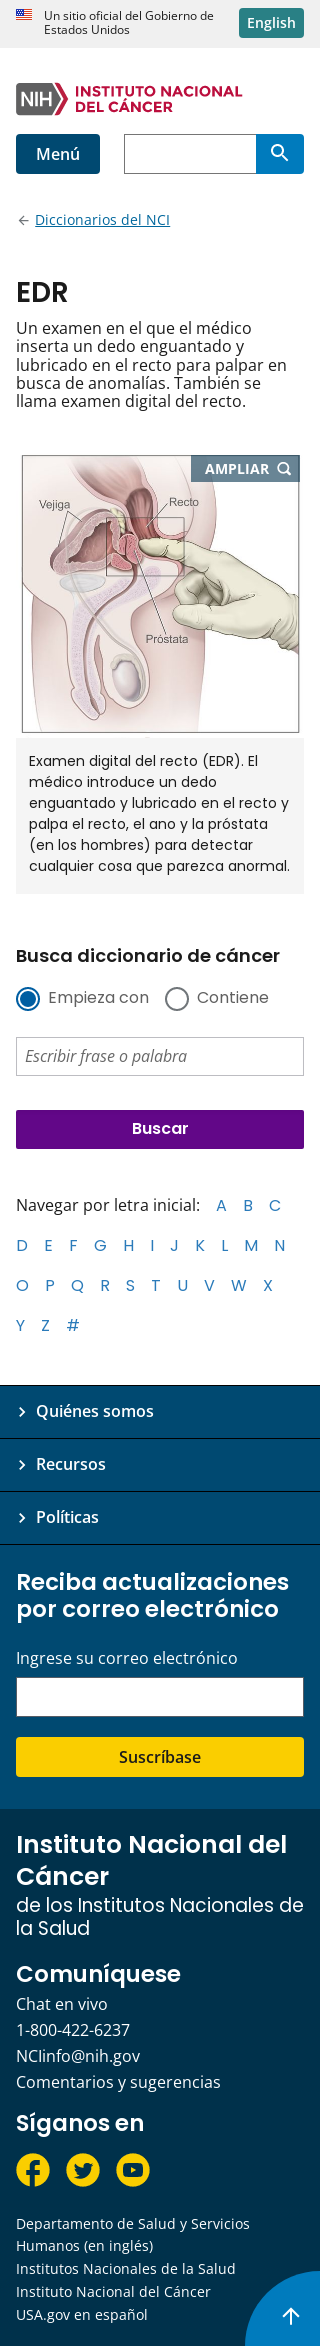 Un sitio oficial del Gobierno de
Estados Unidos
English
NIH
INSTITUTO NACIONAL
DEL CÁNCER
Menú
Diccionarios del NCI
EDR
Un examen en el que el médico
inserta un dedo enguantado y
lubricado en el recto para palpar en
busca de anomalías. También se
llama examen digital del recto.
AMPLIAR
Vejiga
Recto
Próstata
Examen digital del recto (EDR). El
médico introduce un dedo
enguantado y lubricado en el recto y
palpa el recto, el ano y la próstata
(en los hombres) para detectar
cualquier cosa que parezca anormal.
Busca diccionario de cáncer
Empieza con Contiene
Escribir frase o palabra
Buscar
Navegar por letra inicial: A B C
D E F G H I J K L M N
O P Q R S T U V W X
Y Z #
Quiénes somos
Recursos
Políticas
Reciba actualizaciones
por correo electrónico
Ingrese su correo electrónico
Suscríbase
Instituto Nacional del
Cáncer
de los Institutos Nacionales de
la Salud
Comuníquese
Chat en vivo
1-800-422-6237
NCIinfo@nih.gov
Comentarios y sugerencias
Síganos en
Departamento de Salud y Servicios
Humanos (en inglés)
Institutos Nacionales de la Salud
Instituto Nacional del Cáncer
USA.gov en español